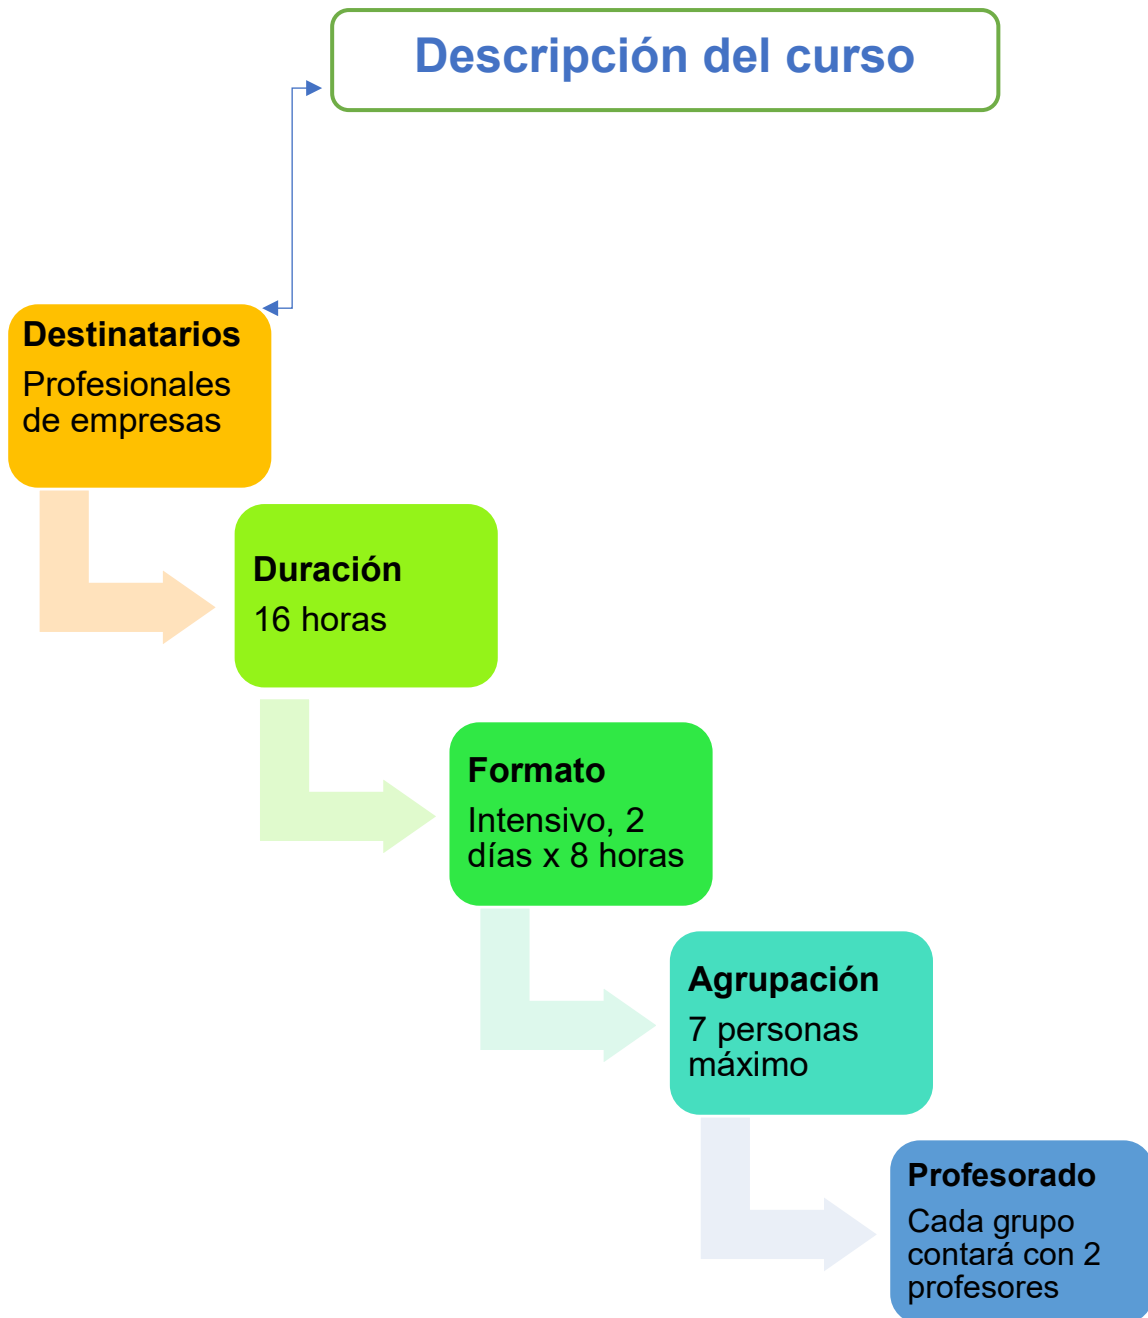 Descripción del curso
Destinatarios
Profesionales
de empresas
Duración
16 horas
Formato
Intensivo, 2
días x 8 horas
Agrupación
7 personas
máximo
Profesorado
Cada grupo
contará con 2
profesores